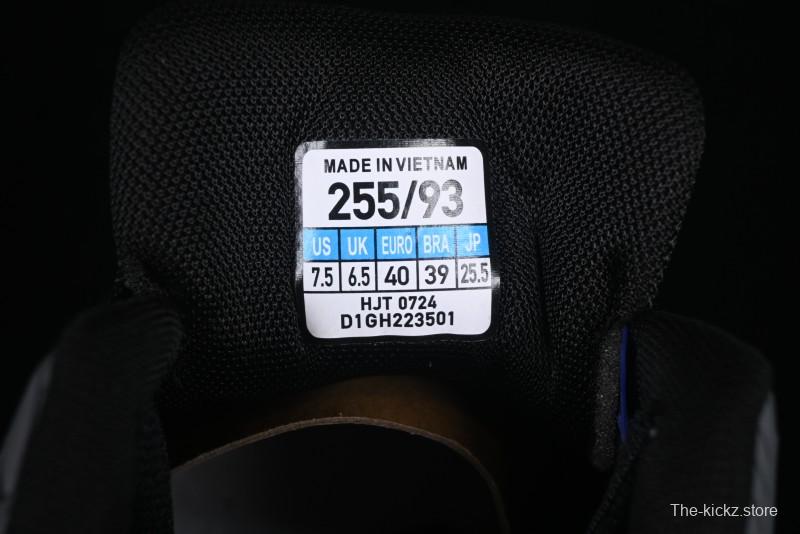 MADE IN VIETNAM
255/93
US UK EURO BRA JP
7.5 6.5 40 39 25.5
HJT 0724
D1GH223501
The-kickz.store